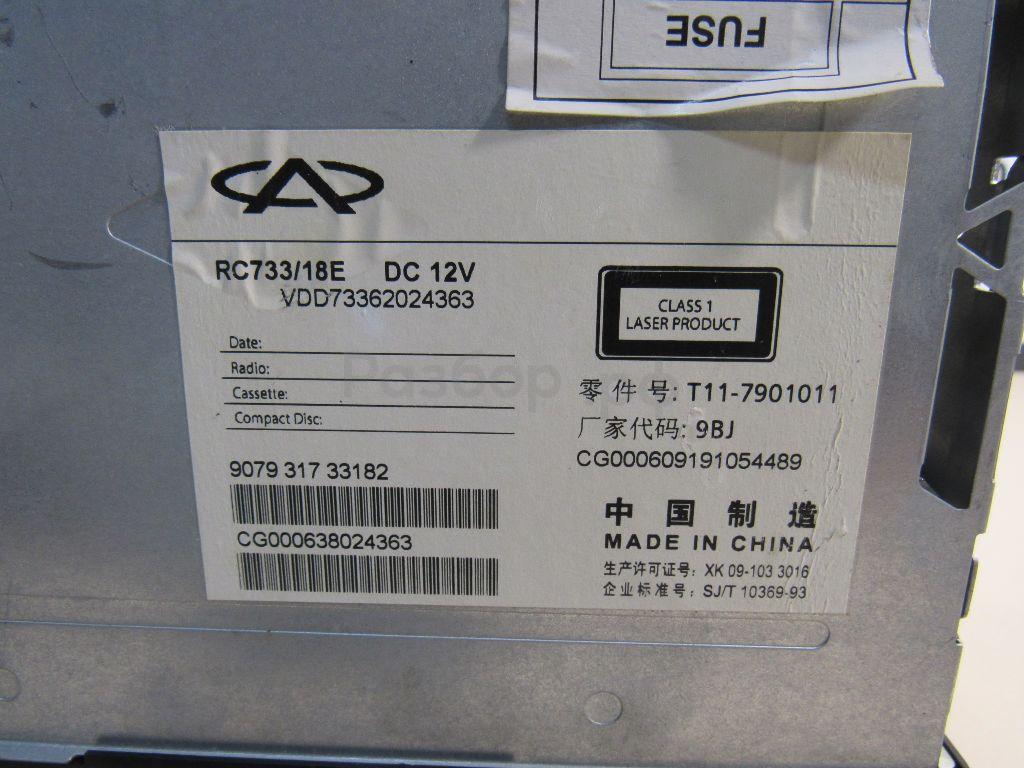 FUSE
RC733/18E DC 12V
VDD73362024363
CLASS 1
LASER PRODUCT
Date:
Radio:
Cassette:
Compact Disc:
零件号: T11-7901011
厂家代码: 9BJ
CG000609191054489
9079 317 33182
CG000638024363
中国制造
MADE IN CHINA
生产许可证号: XK 09-103 3016
企业标准号: SJ/T 10369-93